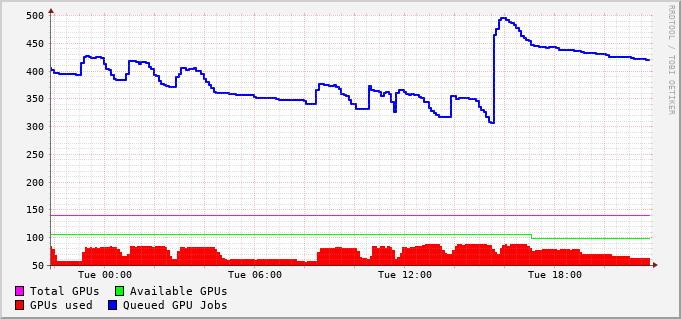 500
450
400
350
300
250
200
150
100
50
Tue 00:00 Tue 06:00 Tue 12:00 Tue 18:00
Total GPUs Available GPUs
GPUs used Queued GPU Jobs
RRDTOOL / TOBI OETIKER